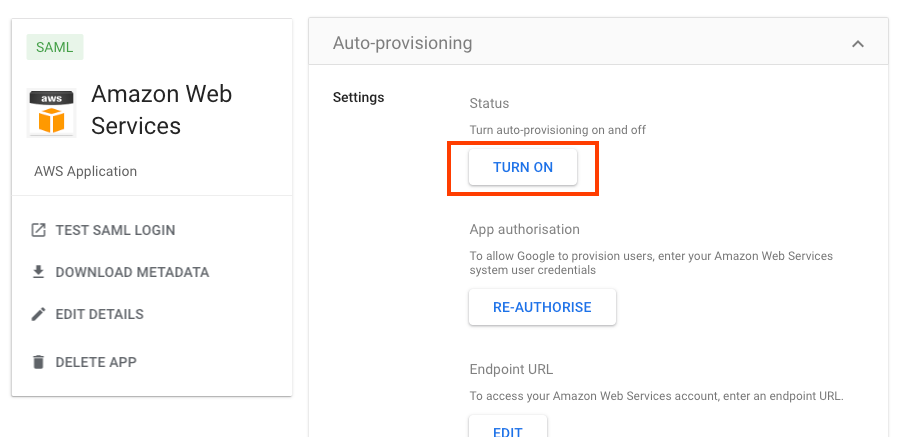 SAML
aws
Amazon Web
Services
AWS Application
TEST SAML LOGIN
DOWNLOAD METADATA
EDIT DETAILS
DELETE APP
Auto-provisioning
Settings
Status
Turn auto-provisioning on and off
TURN ON
App authorisation
To allow Google to provision users, enter your Amazon Web Services
system user credentials
RE-AUTHORISE
Endpoint URL
To access your Amazon Web Services account, enter an endpoint URL.
EDIT